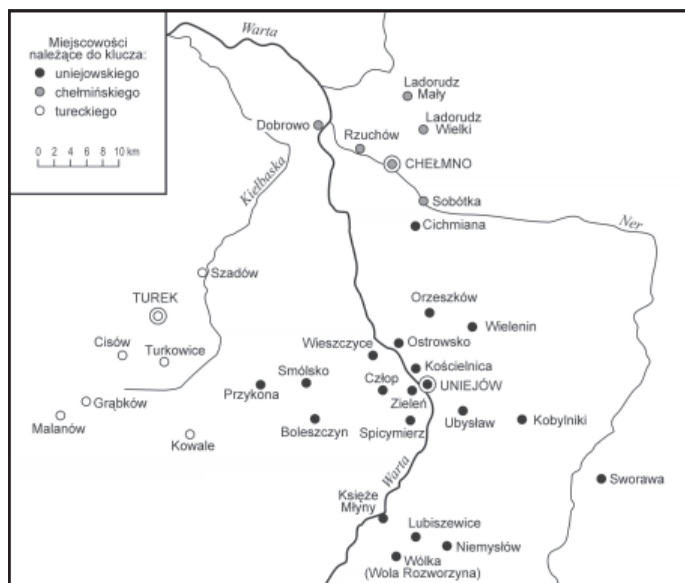 Miejscowości
należące do klucza:
uniejowskiego
chełmińskiego
tureckiego
0 2 4 6 8 10 km
Warta
Ladorudz
Mały
Ladorudz
Wielki
Dobrowo
Rzuchów
CHEŁMNO
Kiełbaska
Sobótka
Ner
Cichmiana
Szadów
TUREK
Orzeszków
Wielenin
Cisów
Turkowice
Wieszczyce
Ostrowsko
Kościelnica
Smólsko
Człop
UNIEJÓW
Przykona
Zieleń
Grąbków
Malanów
Ubysław
Kobylniki
Boleszczyn
Spicymierz
Kowale
Sworawa
Warta
Księże
Młyny
Lubiszewice
Niemysłów
Wólka
(Wola Rozworzyna)